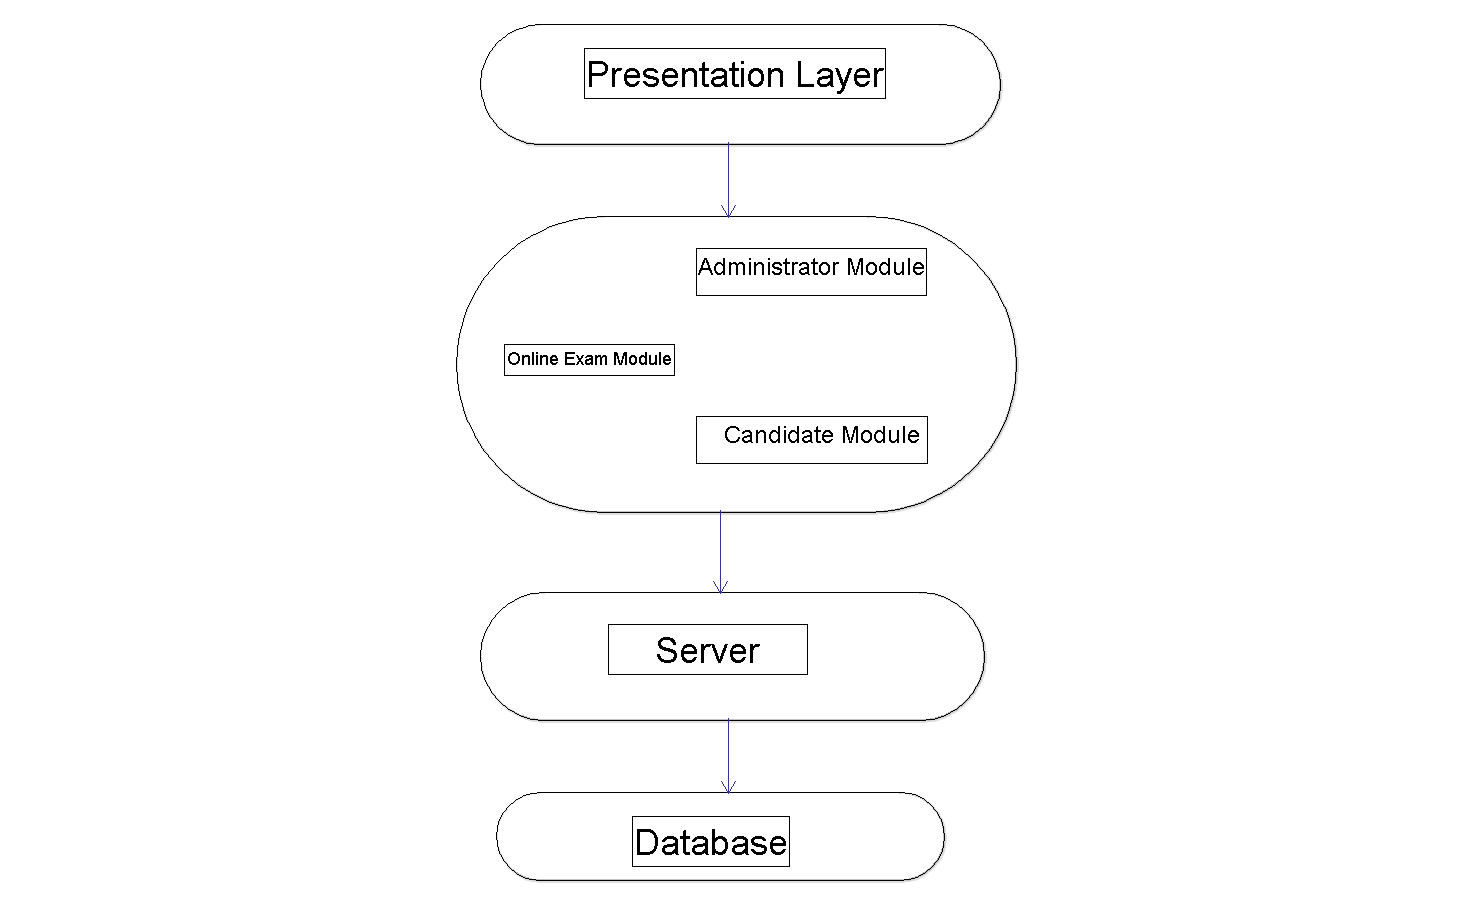 Presentation Layer
Administrator Module
Online Exam Module
Candidate Module
Server
Database